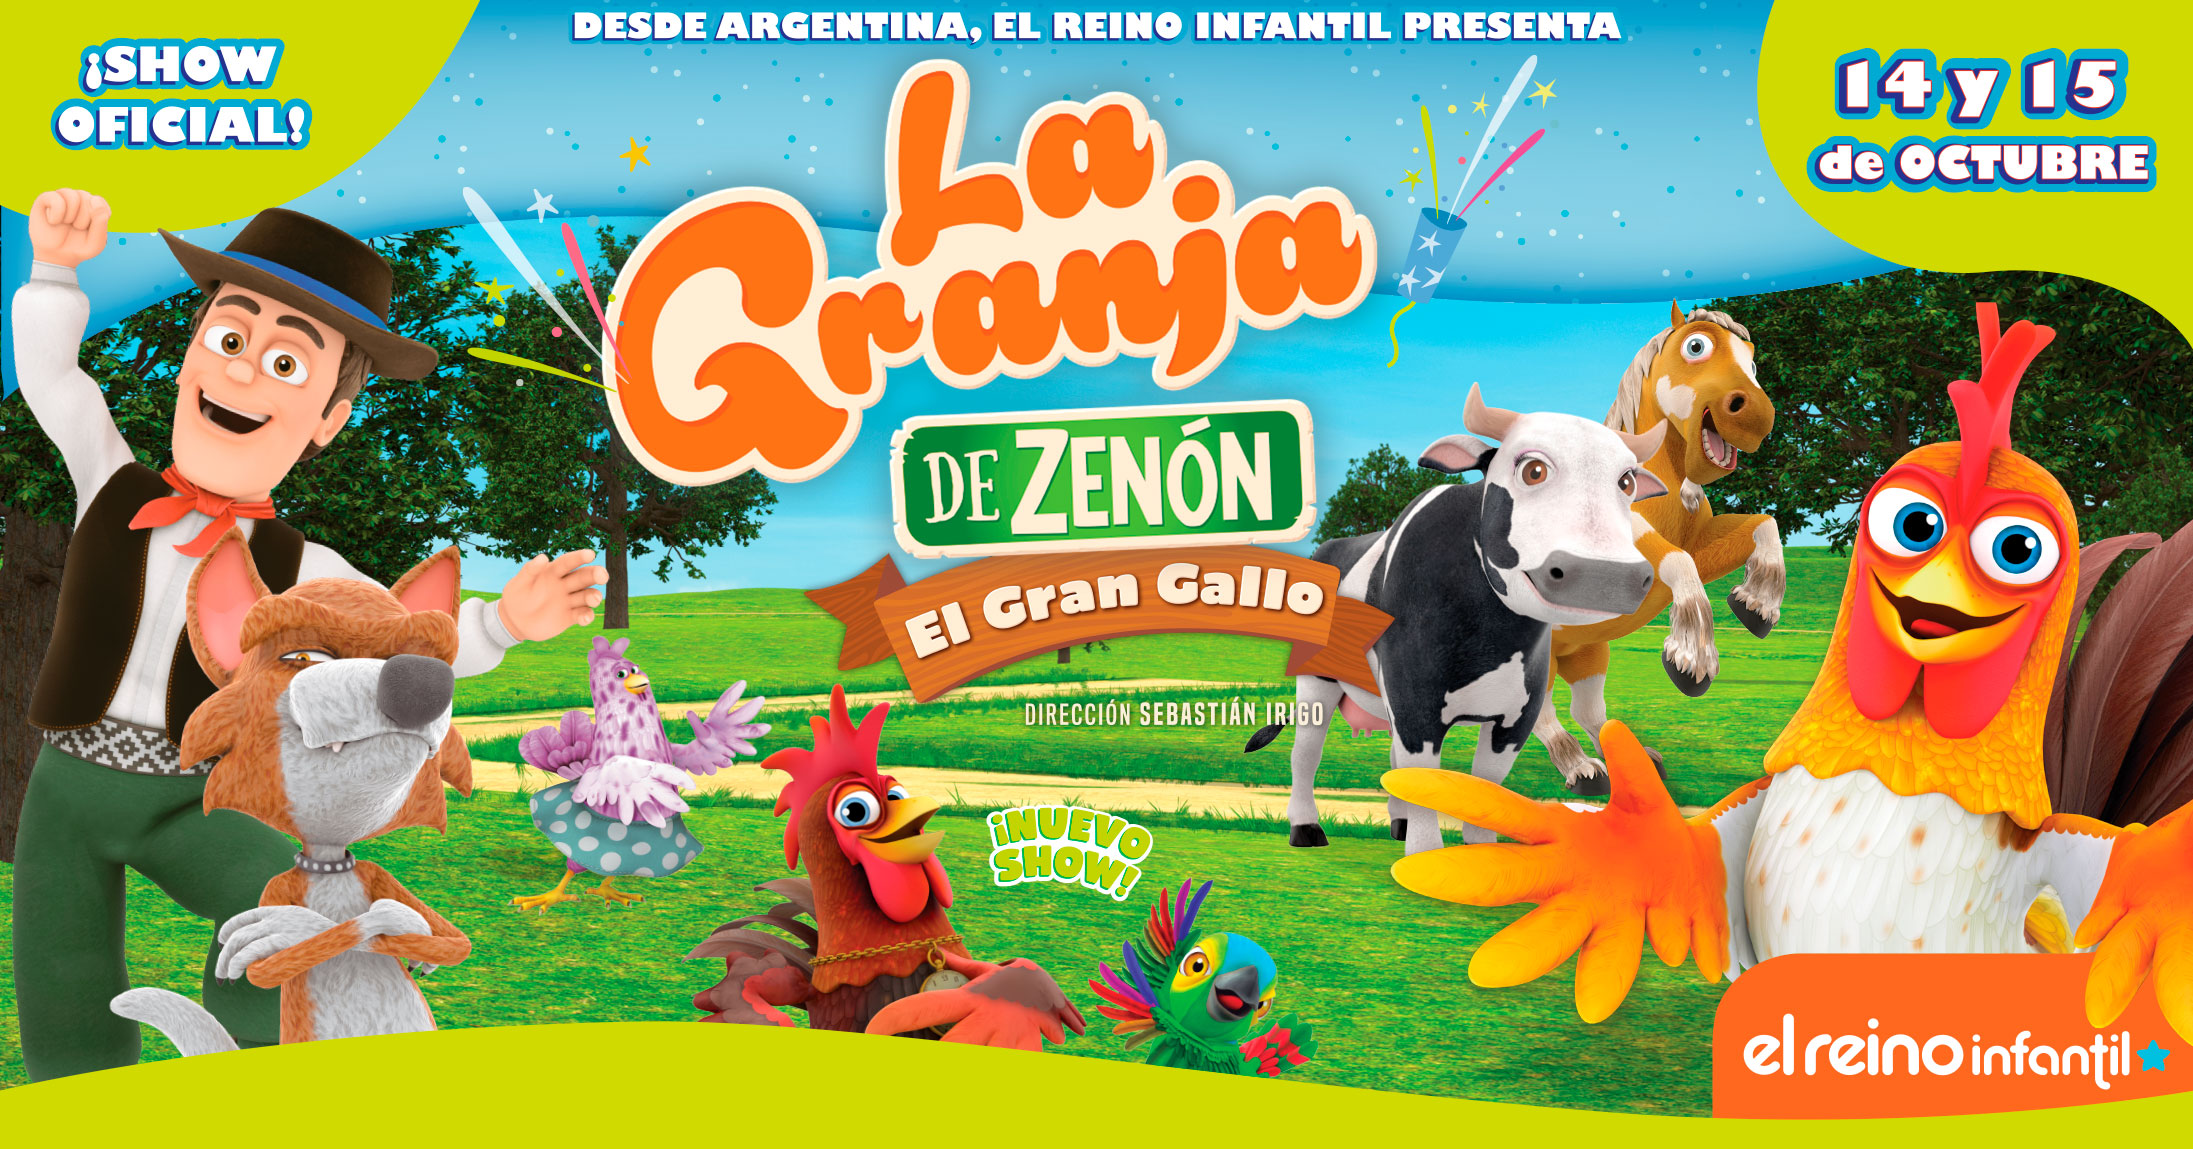 DESDE ARGENTINA, EL REINO INFANTIL PRESENTA
¡SHOW
OFICIAL!
14 y 15
de OCTUBRE
La
Granja
DE ZENÓN
El Gran Gallo
DIRECCIÓN SEBASTIÁN IRIGO
¡NUEVO
SHOW!
el reino infantil